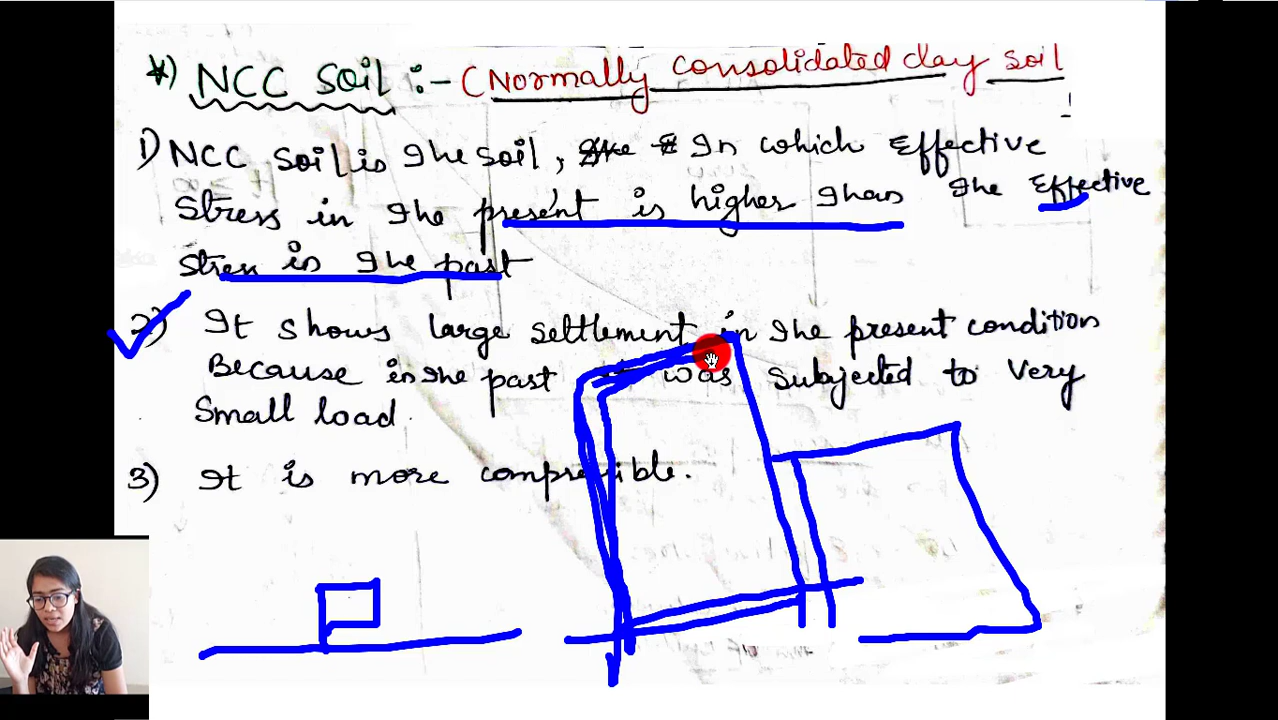 *) NCC Soil :- (Normally consolidated clay soil
1) NCC Soil is the soil, In which Effective
Stress in the present is higher than the Effective
Stress in the past
2) It shows large settlement in the present condition
Because in the past it was subjected to very
small load.
3) It is more compressible.